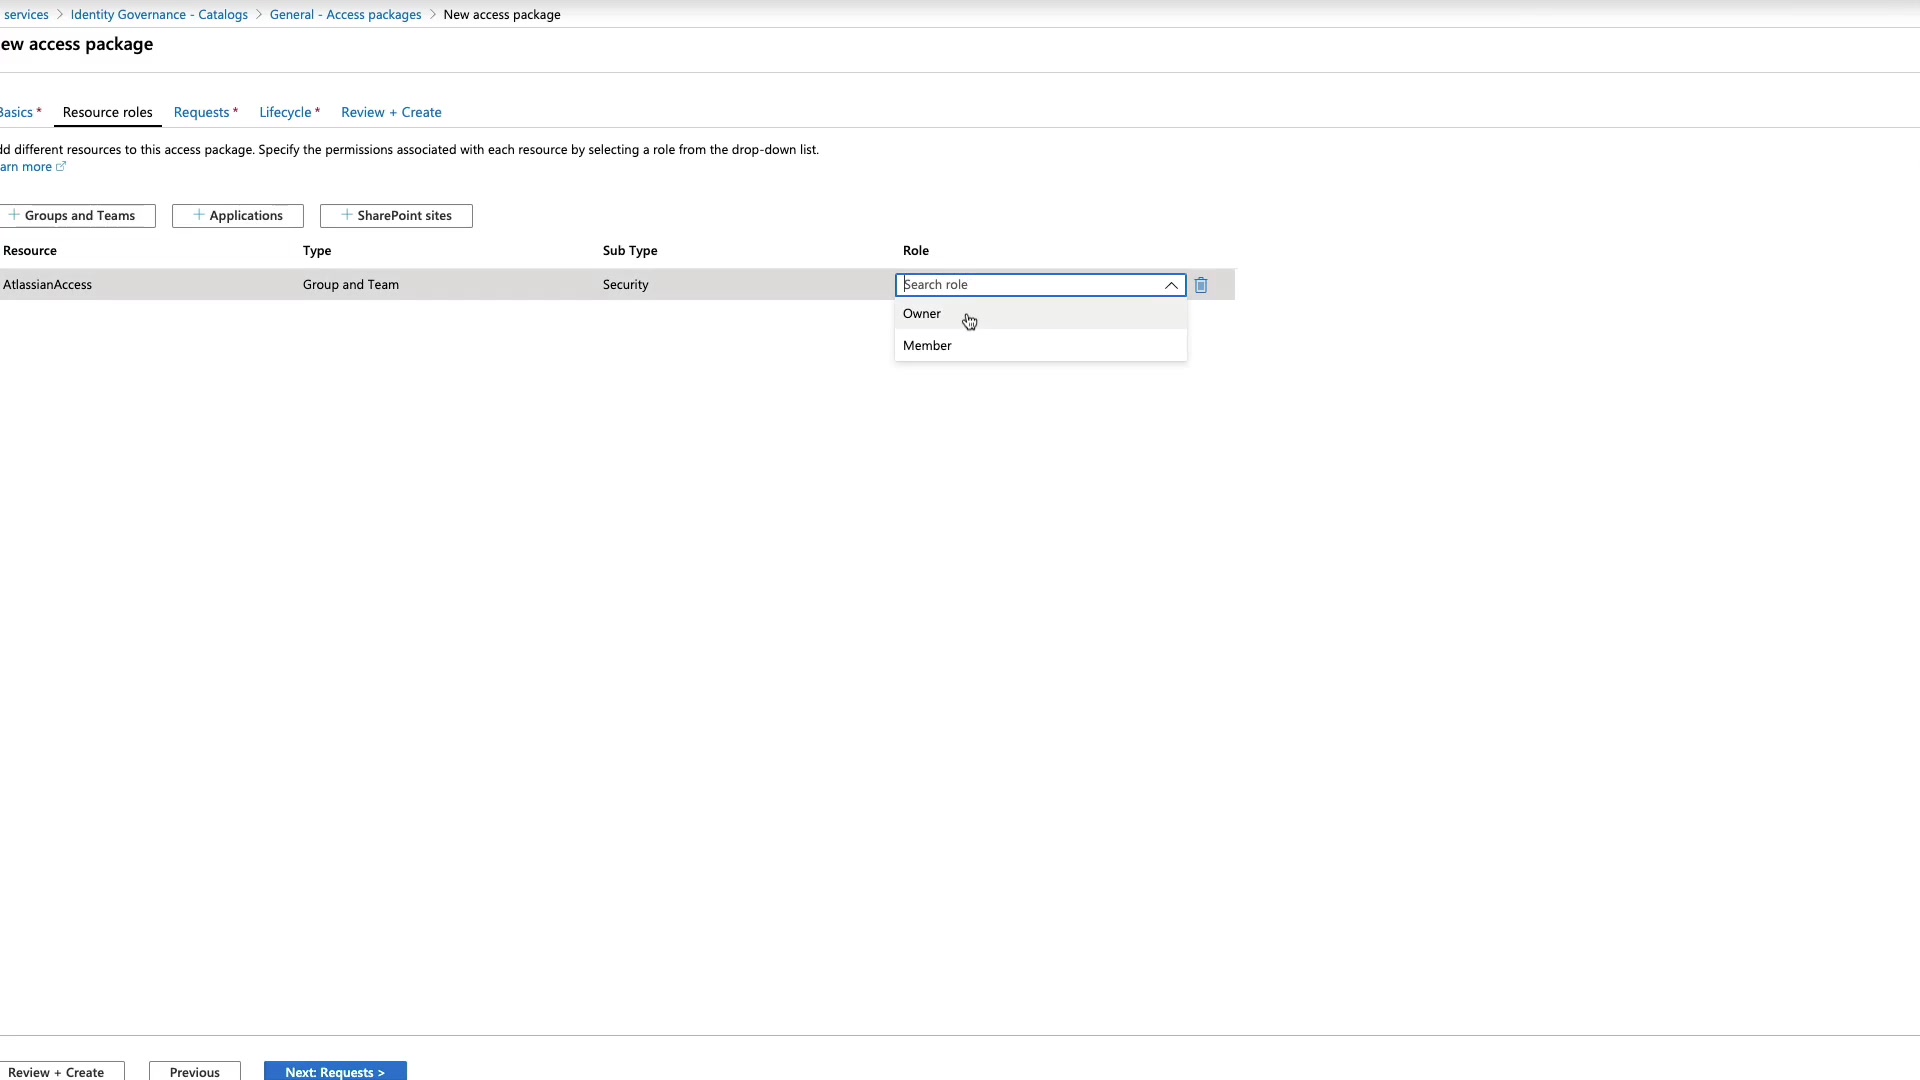 services > Identity Governance - Catalogs > General - Access packages > New access package
ew access package
Basics * Resource roles Requests * Lifecycle * Review + Create
dd different resources to this access package. Specify the permissions associated with each resource by selecting a role from the drop-down list.
arn more
+ Groups and Teams + Applications + SharePoint sites
Resource Type Sub Type Role
AtlassianAccess Group and Team Security Search role
Owner
Member
Review + Create Previous Next: Requests >